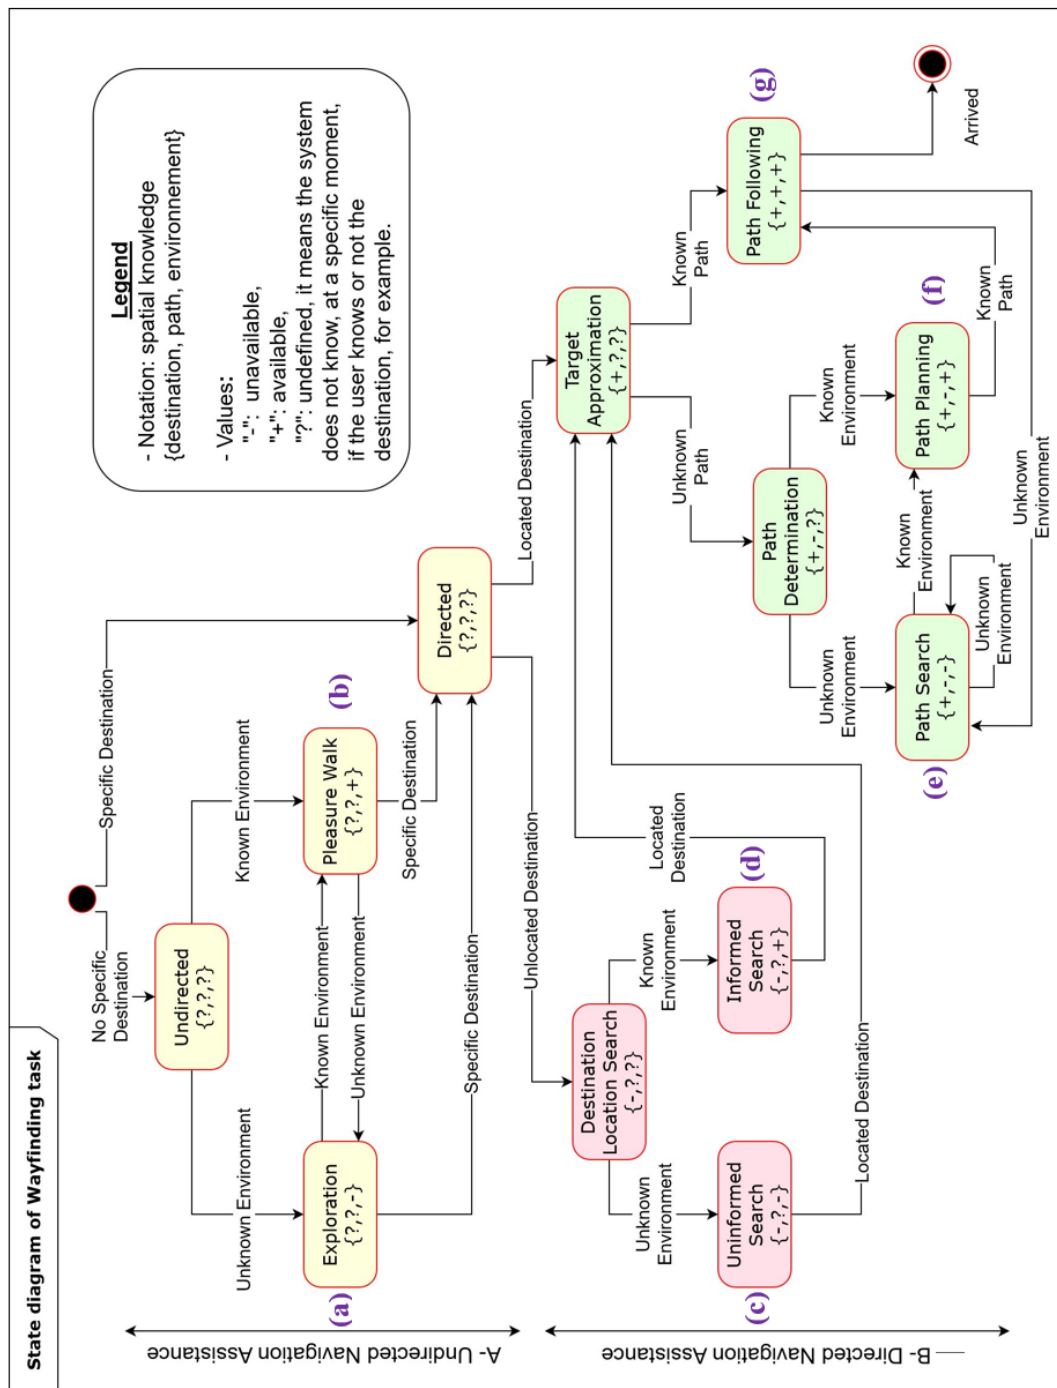 State diagram of Wayfinding task
Legend
- Notation: spatial knowledge
{destination, path, environnement}
- Values:
"-": unavailable,
"+": available,
"?": undefined, it means the system
does not know, at a specific moment,
if the user knows or not the
destination, for example.
A- Undirected Navigation Assistance
No Specific
Destination
Specific Destination
Undirected
{?,?,?}
Unknown Environment
Known Environment
(a)
Exploration
{?,?,-}
Known Environment
Unknown Environment
Pleasure Walk
{?,?,+}
(b)
Specific Destination
Specific Destination
Directed
{?,?,?}
B- Directed Navigation Assistance
Unlocated Destination
Located Destination
Destination
Location Search
{-,?,?}
Unknown
Environment
Known
Environment
(c)
Uninformed
Search
{-,?,-}
Informed
Search
{-,?,+}
(d)
Located Destination
Located
Destination
Target
Approximation
{+,?,?}
Unknown
Path
Known
Path
Path
Determination
{+,-,?}
Unknown
Environment
Known
Environment
(e)
Path Search
{+,-,-}
Known
Environment
Unknown
Environment
Path Planning
{+,-,+}
(f)
Known
Path
Path Following
{+,+,+}
(g)
Unknown
Environment
Arrived